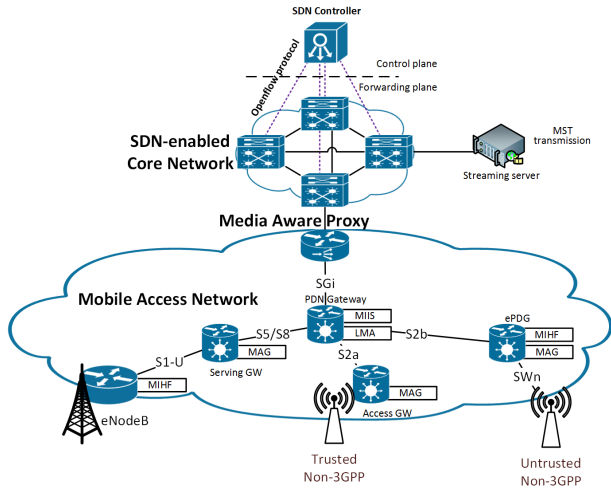 SDN Controller
Control plane
Openflow protocol
Forwarding plane
SDN-enabled
Core Network
MST
transmission
Streaming server
Media Aware Proxy
SGi
Mobile Access Network
PDN Gateway
MIIS
LMA
ePDG
MIHF
MAG
S5/S8
S2b
S1-U
MAG
Serving GW
S2a
SWn
MIHF
MAG
eNodeB
Access GW
Trusted
Non-3GPP
Untrusted
Non-3GPP